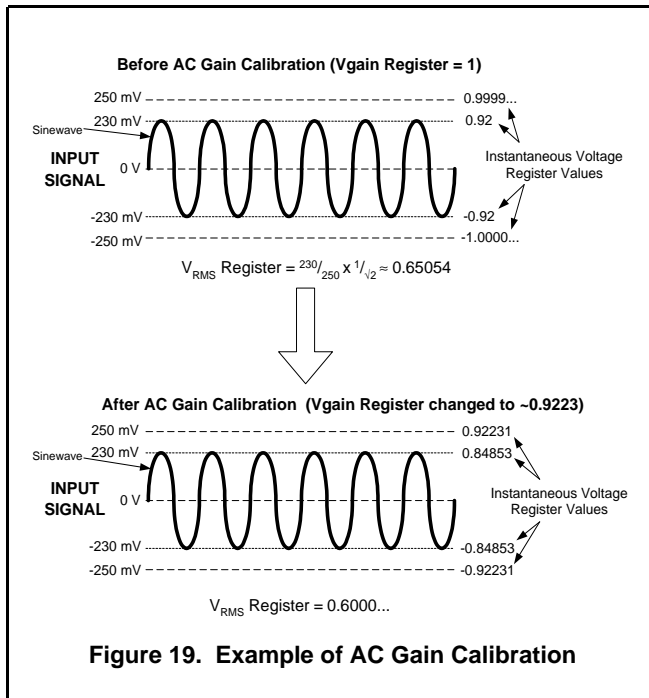 Before AC Gain Calibration (Vgain Register = 1)
250 mV
0.9999...
230 mV
0.92
Sinewave
INPUT
SIGNAL
0 V
Instantaneous Voltage
Register Values
-230 mV
-0.92
-250 mV
-1.0000...
VRMS Register = 230/250 x 1/√2 ≈ 0.65054
After AC Gain Calibration (Vgain Register changed to ~0.9223)
250 mV
0.92231
230 mV
0.84853
Sinewave
INPUT
SIGNAL
0 V
Instantaneous Voltage
Register Values
-230 mV
-0.84853
-250 mV
-0.92231
VRMS Register = 0.6000...
Figure 19. Example of AC Gain Calibration